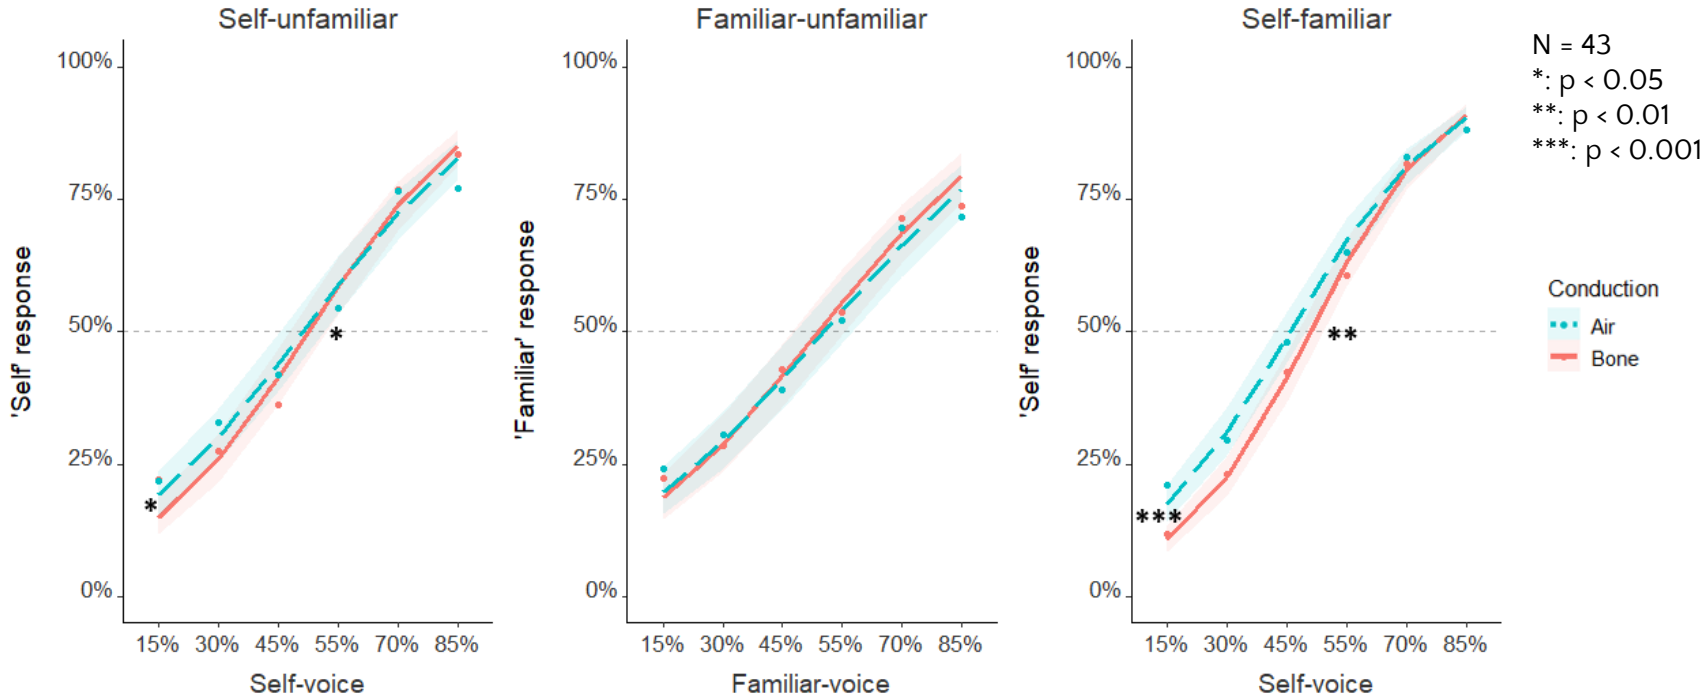 Self-unfamiliar
100%
75%
50%
25%
0%
'Self' response
*
*
15% 30% 45% 55% 70% 85%
Self-voice
Familiar-unfamiliar
100%
75%
50%
25%
0%
'Familiar' response
15% 30% 45% 55% 70% 85%
Familiar-voice
Self-familiar
100%
75%
50%
25%
0%
'Self' response
**
***
15% 30% 45% 55% 70% 85%
Self-voice
N = 43
*: p < 0.05
**: p < 0.01
***: p < 0.001
Conduction
Air
Bone